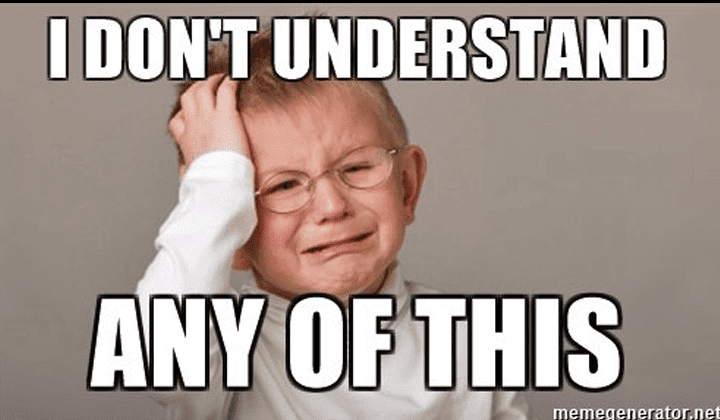 I DON'T UNDERSTAND
ANY OF THIS
memegenerator.net